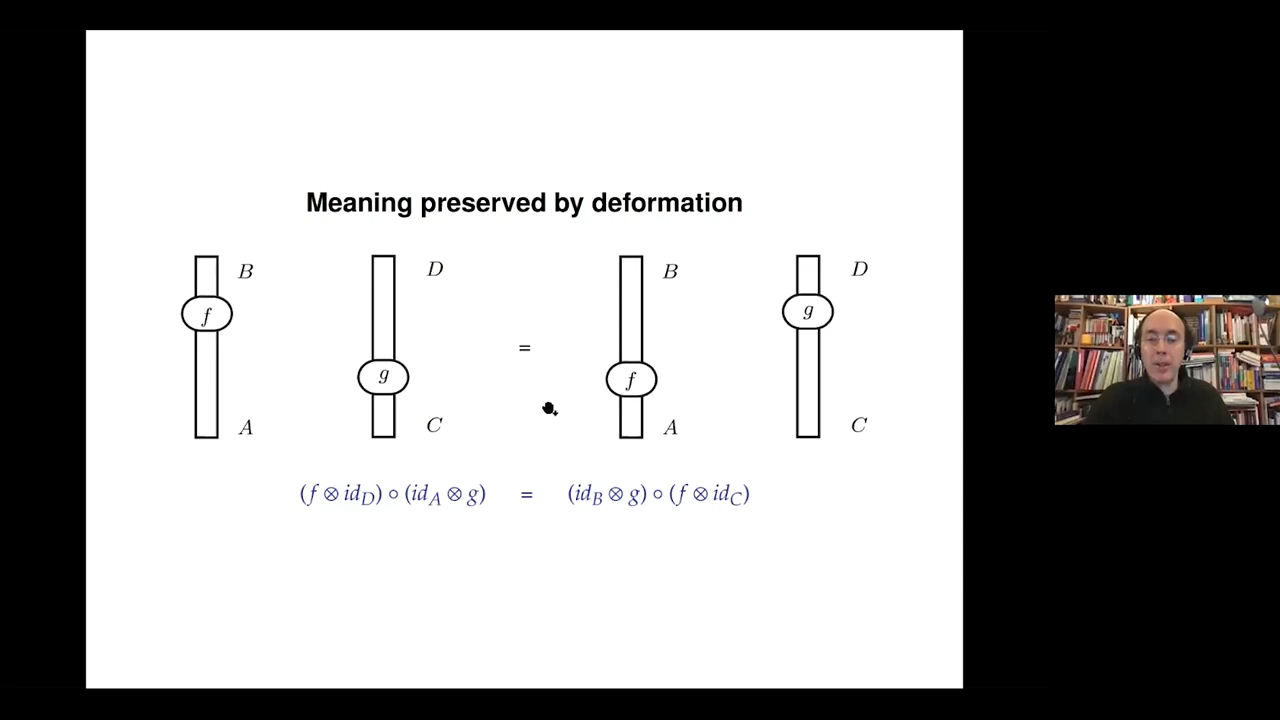 Meaning preserved by deformation
B D B D
f g = f g
A C A C
(f ⊗ id_D) ∘ (id_A ⊗ g) = (id_B ⊗ g) ∘ (f ⊗ id_C)